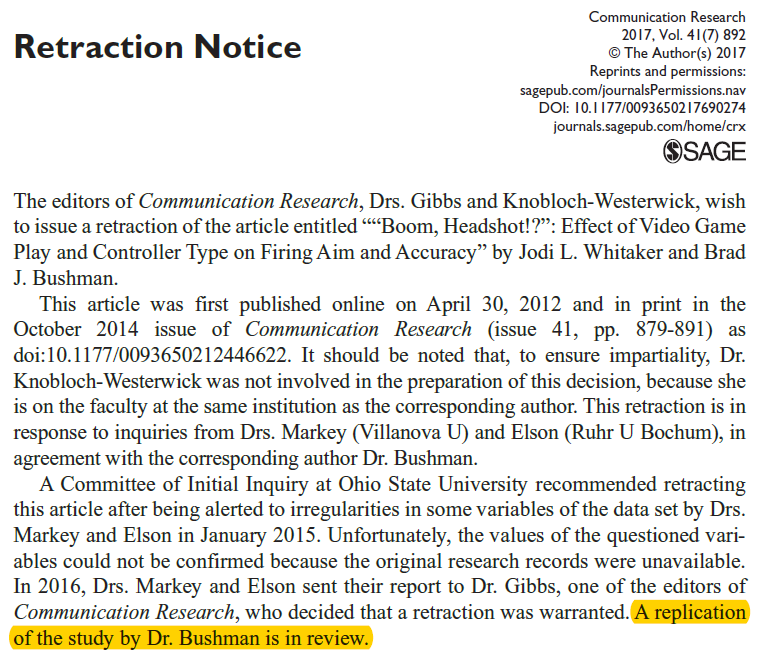 Retraction Notice
Communication Research
2017, Vol. 41(7) 892
© The Author(s) 2017
Reprints and permissions:
sagepub.com/journalsPermissions.nav
DOI: 10.1177/0093650217690274
journals.sagepub.com/home/crx
SAGE
The editors of Communication Research, Drs. Gibbs and Knobloch-Westerwick, wish
to issue a retraction of the article entitled ““Boom, Headshot!?”: Effect of Video Game
Play and Controller Type on Firing Aim and Accuracy” by Jodi L. Whitaker and Brad
J. Bushman.
This article was first published online on April 30, 2012 and in print in the
October 2014 issue of Communication Research (issue 41, pp. 879-891) as
doi:10.1177/0093650212446622. It should be noted that, to ensure impartiality, Dr.
Knobloch-Westerwick was not involved in the preparation of this decision, because she
is on the faculty at the same institution as the corresponding author. This retraction is in
response to inquiries from Drs. Markey (Villanova U) and Elson (Ruhr U Bochum), in
agreement with the corresponding author Dr. Bushman.
A Committee of Initial Inquiry at Ohio State University recommended retracting
this article after being alerted to irregularities in some variables of the data set by Drs.
Markey and Elson in January 2015. Unfortunately, the values of the questioned vari-
ables could not be confirmed because the original research records were unavailable.
In 2016, Drs. Markey and Elson sent their report to Dr. Gibbs, one of the editors of
Communication Research, who decided that a retraction was warranted. A replication
of the study by Dr. Bushman is in review.